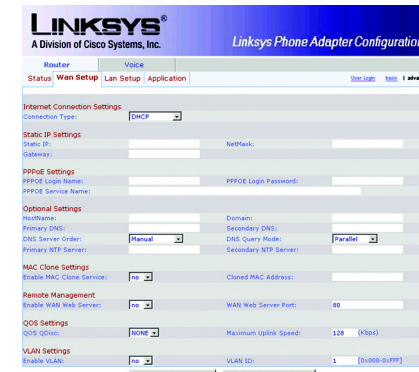 LINKSYS®
A Division of Cisco Systems, Inc.
Linksys Phone Adapter Configuration
Router Voice
Status Wan Setup Lan Setup Application User Login basic | adva
Internet Connection Settings
Connection Type: DHCP
Static IP Settings
Static IP: NetMask:
Gateway:
PPPoE Settings
PPPOE Login Name: PPPOE Login Password:
PPPOE Service Name:
Optional Settings
HostName: Domain:
Primary DNS: Secondary DNS:
DNS Server Order: Manual DNS Query Mode: Parallel
Primary NTP Server: Secondary NTP Server:
MAC Clone Settings
Enable MAC Clone Service: no Cloned MAC Address:
Remote Management
Enable WAN Web Server: no WAN Web Server Port: 80
QOS Settings
QOS QDisc: NONE Maximum Uplink Speed: 128 (Kbps)
VLAN Settings
Enable VLAN: no VLAN ID: 1 [0x000-0xFFF]